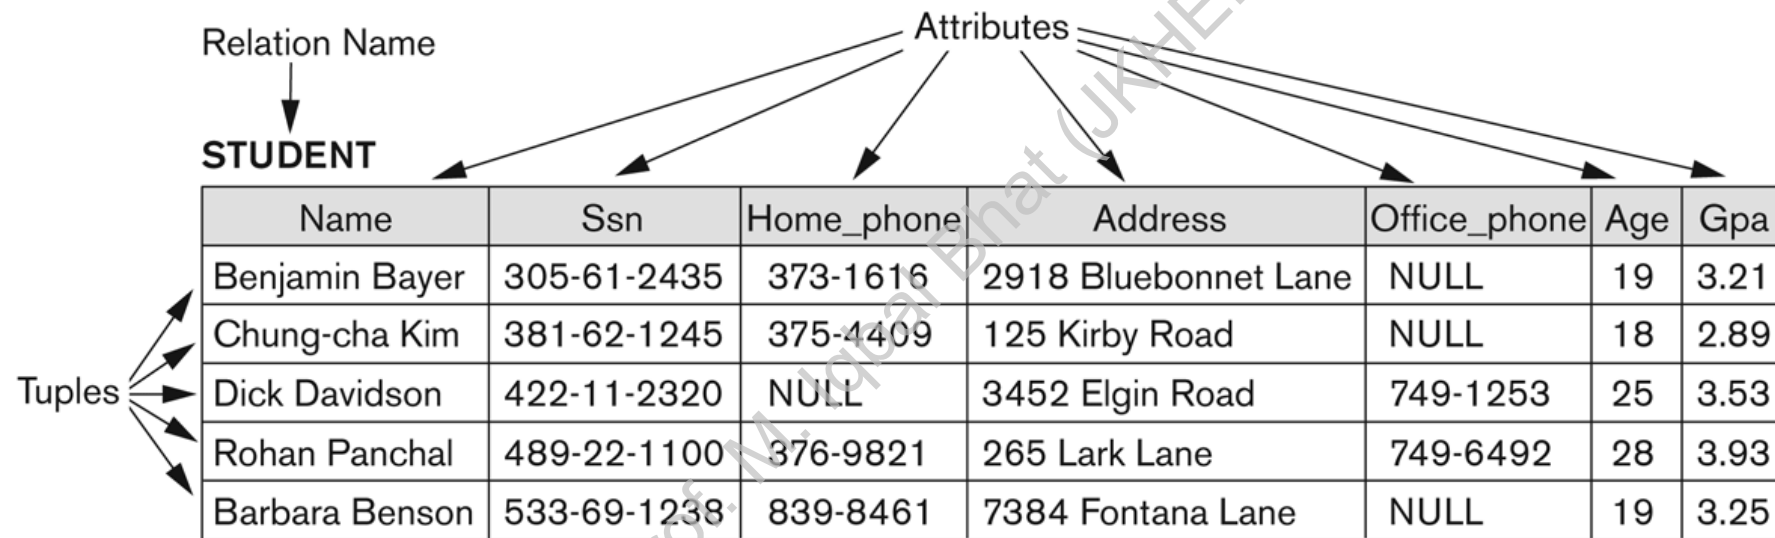 Attributes
Relation Name
STUDENT
Name Ssn Home_phone Address Office_phone Age Gpa
Benjamin Bayer 305-61-2435 373-1616 2918 Bluebonnet Lane NULL 19 3.21
Chung-cha Kim 381-62-1245 375-4409 125 Kirby Road NULL 18 2.89
Tuples
Dick Davidson 422-11-2320 NULL 3452 Elgin Road 749-1253 25 3.53
Rohan Panchal 489-22-1100 376-9821 265 Lark Lane 749-6492 28 3.93
Barbara Benson 533-69-1238 839-8461 7384 Fontana Lane NULL 19 3.25
M. Iqbal Bhat